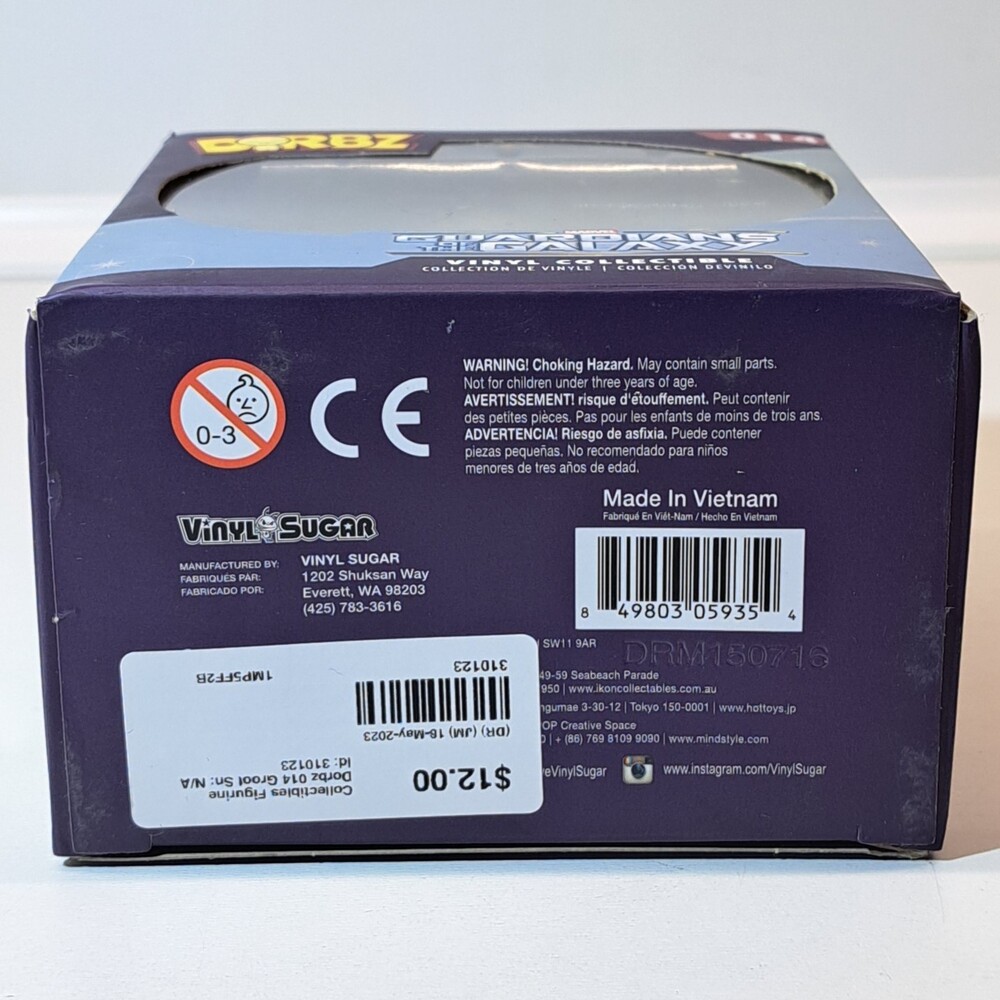 DORBZ
014
MARVEL
GUARDIANS
OF THE GALAXY
VINYL COLLECTIBLE
COLLECTION DE VINYLE | COLECCIÓN DEVINILO
0-3
CE
WARNING! Choking Hazard. May contain small parts.
Not for children under three years of age.
AVERTISSEMENT! risque d'étouffement. Peut contenir
des petites pièces. Pas pour les enfants de moins de trois ans.
ADVERTENCIA! Riesgo de asfixia. Puede contener
piezas pequeñas. No recomendado para niños
menores de tres años de edad.
Made In Vietnam
Fabriqué En Viêt-Nam / Hecho En Vietnam
8 49803 05935 4
VINYL SUGAR
MANUFACTURED BY:
FABRIQUÉS PAR:
FABRICADO POR:
VINYL SUGAR
1202 Shuksan Way
Everett, WA 98203
(425) 783-3616
SW11 9AR
DRM150716
49-59 Seabeach Parade
950 | www.ikoncollectables.com.au
ngumae 3-30-12 | Tokyo 150-0001 | www.hottoys.jp
OP Creative Space
| + (86) 769 8109 9090 | www.mindstyle.com
veVinylSugar
www.instagram.com/VinylSugar
Collectibles Figurine
Dorbz 014 Groot Sn: N/A
Id: 310123
$12.00
(DR) (JM) 16-May-2023
310123
1MP5FF2B